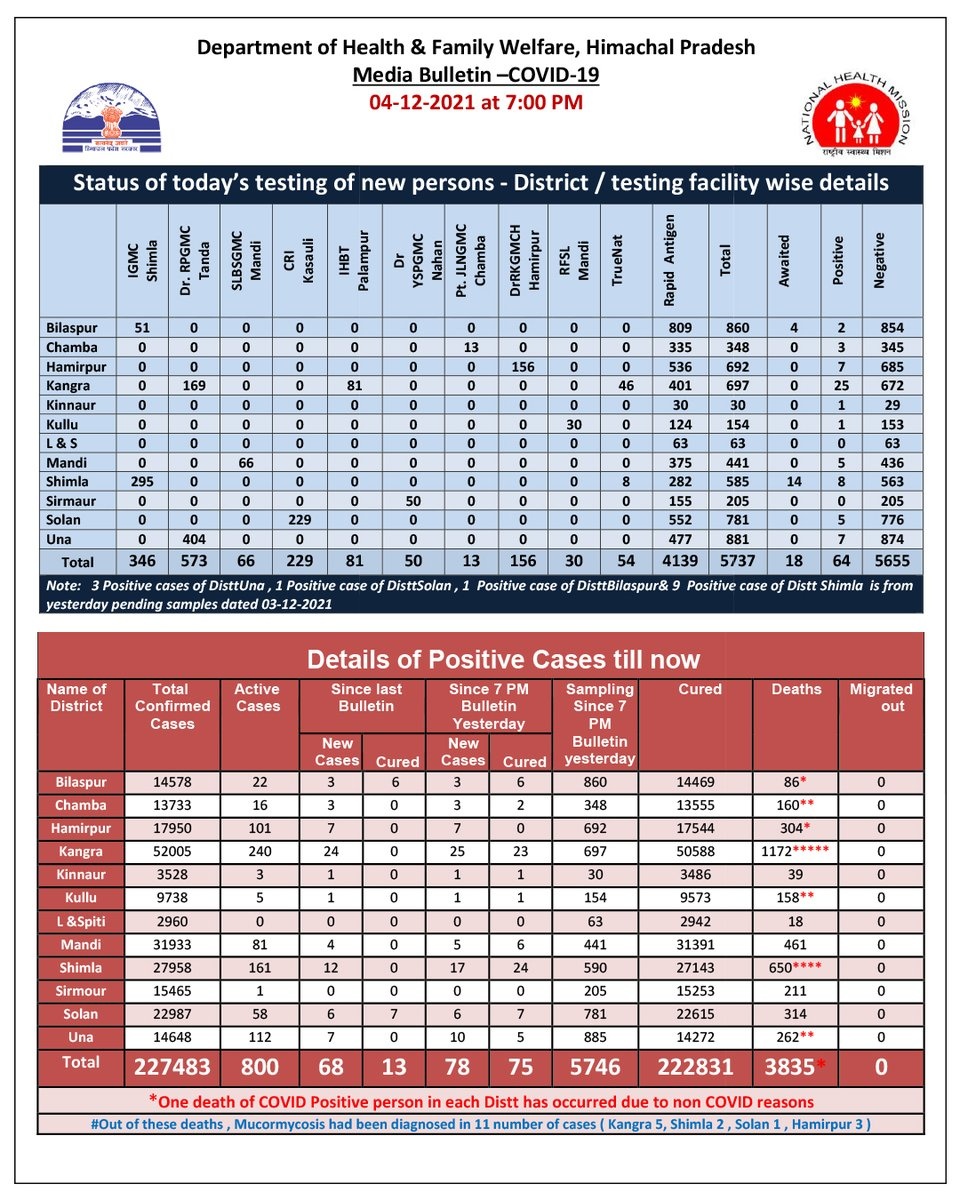 Department of Health & Family Welfare, Himachal Pradesh
Media Bulletin –COVID-19
04-12-2021 at 7:00 PM
सत्यमेव जयते
हिमाचल प्रदेश सरकार
NATIONAL HEALTH MISSION
राष्ट्रीय स्वास्थ्य मिशन
Status of today's testing of new persons - District / testing facility wise details
IGMC Shimla Dr. RPGMC Tanda SLBSGMC Mandi CRI Kasauli IHBT Palampur Dr YSPGMC Nahan Pt. JLNGMC Chamba DrRKGMCH Hamirpur RFSL Mandi TrueNat Rapid Antigen Total Awaited Positive Negative
Bilaspur 51 0 0 0 0 0 0 0 0 0 809 860 4 2 854
Chamba 0 0 0 0 0 0 13 0 0 0 335 348 0 3 345
Hamirpur 0 0 0 0 0 0 0 156 0 0 536 692 0 7 685
Kangra 0 169 0 0 81 0 0 0 0 46 401 697 0 25 672
Kinnaur 0 0 0 0 0 0 0 0 0 0 30 30 0 1 29
Kullu 0 0 0 0 0 0 0 0 30 0 124 154 0 1 153
L & S 0 0 0 0 0 0 0 0 0 0 63 63 0 0 63
Mandi 0 0 66 0 0 0 0 0 0 0 375 441 0 5 436
Shimla 295 0 0 0 0 0 0 0 0 8 282 585 14 8 563
Sirmaur 0 0 0 0 0 50 0 0 0 0 155 205 0 0 205
Solan 0 0 0 229 0 0 0 0 0 0 552 781 0 5 776
Una 0 404 0 0 0 0 0 0 0 0 477 881 0 7 874
Total 346 573 66 229 81 50 13 156 30 54 4139 5737 18 64 5655
Note: 3 Positive cases of DisttUna , 1 Positive case of DisttSolan , 1 Positive case of DisttBilaspur& 9 Positive case of Distt Shimla is from
yesterday pending samples dated 03-12-2021
Details of Positive Cases till now
Name of District Total Confirmed Cases Active Cases Since last Bulletin Since 7 PM Bulletin Yesterday Sampling Since 7 PM Bulletin yesterday Cured Deaths Migrated out
New Cases Cured New Cases Cured
Bilaspur 14578 22 3 6 3 6 860 14469 86* 0
Chamba 13733 16 3 0 3 2 348 13555 160** 0
Hamirpur 17950 101 7 0 7 0 692 17544 304* 0
Kangra 52005 240 24 0 25 23 697 50588 1172***** 0
Kinnaur 3528 3 1 0 1 1 30 3486 39 0
Kullu 9738 5 1 0 1 1 154 9573 158** 0
L &Spiti 2960 0 0 0 0 0 63 2942 18 0
Mandi 31933 81 4 0 5 6 441 31391 461 0
Shimla 27958 161 12 0 17 24 590 27143 650**** 0
Sirmour 15465 1 0 0 0 0 205 15253 211 0
Solan 22987 58 6 7 6 7 781 22615 314 0
Una 14648 112 7 0 10 5 885 14272 262** 0
Total 227483 800 68 13 78 75 5746 222831 3835* 0
*One death of COVID Positive person in each Distt has occurred due to non COVID reasons
#Out of these deaths , Mucormycosis had been diagnosed in 11 number of cases ( Kangra 5, Shimla 2 , Solan 1 , Hamirpur 3 )